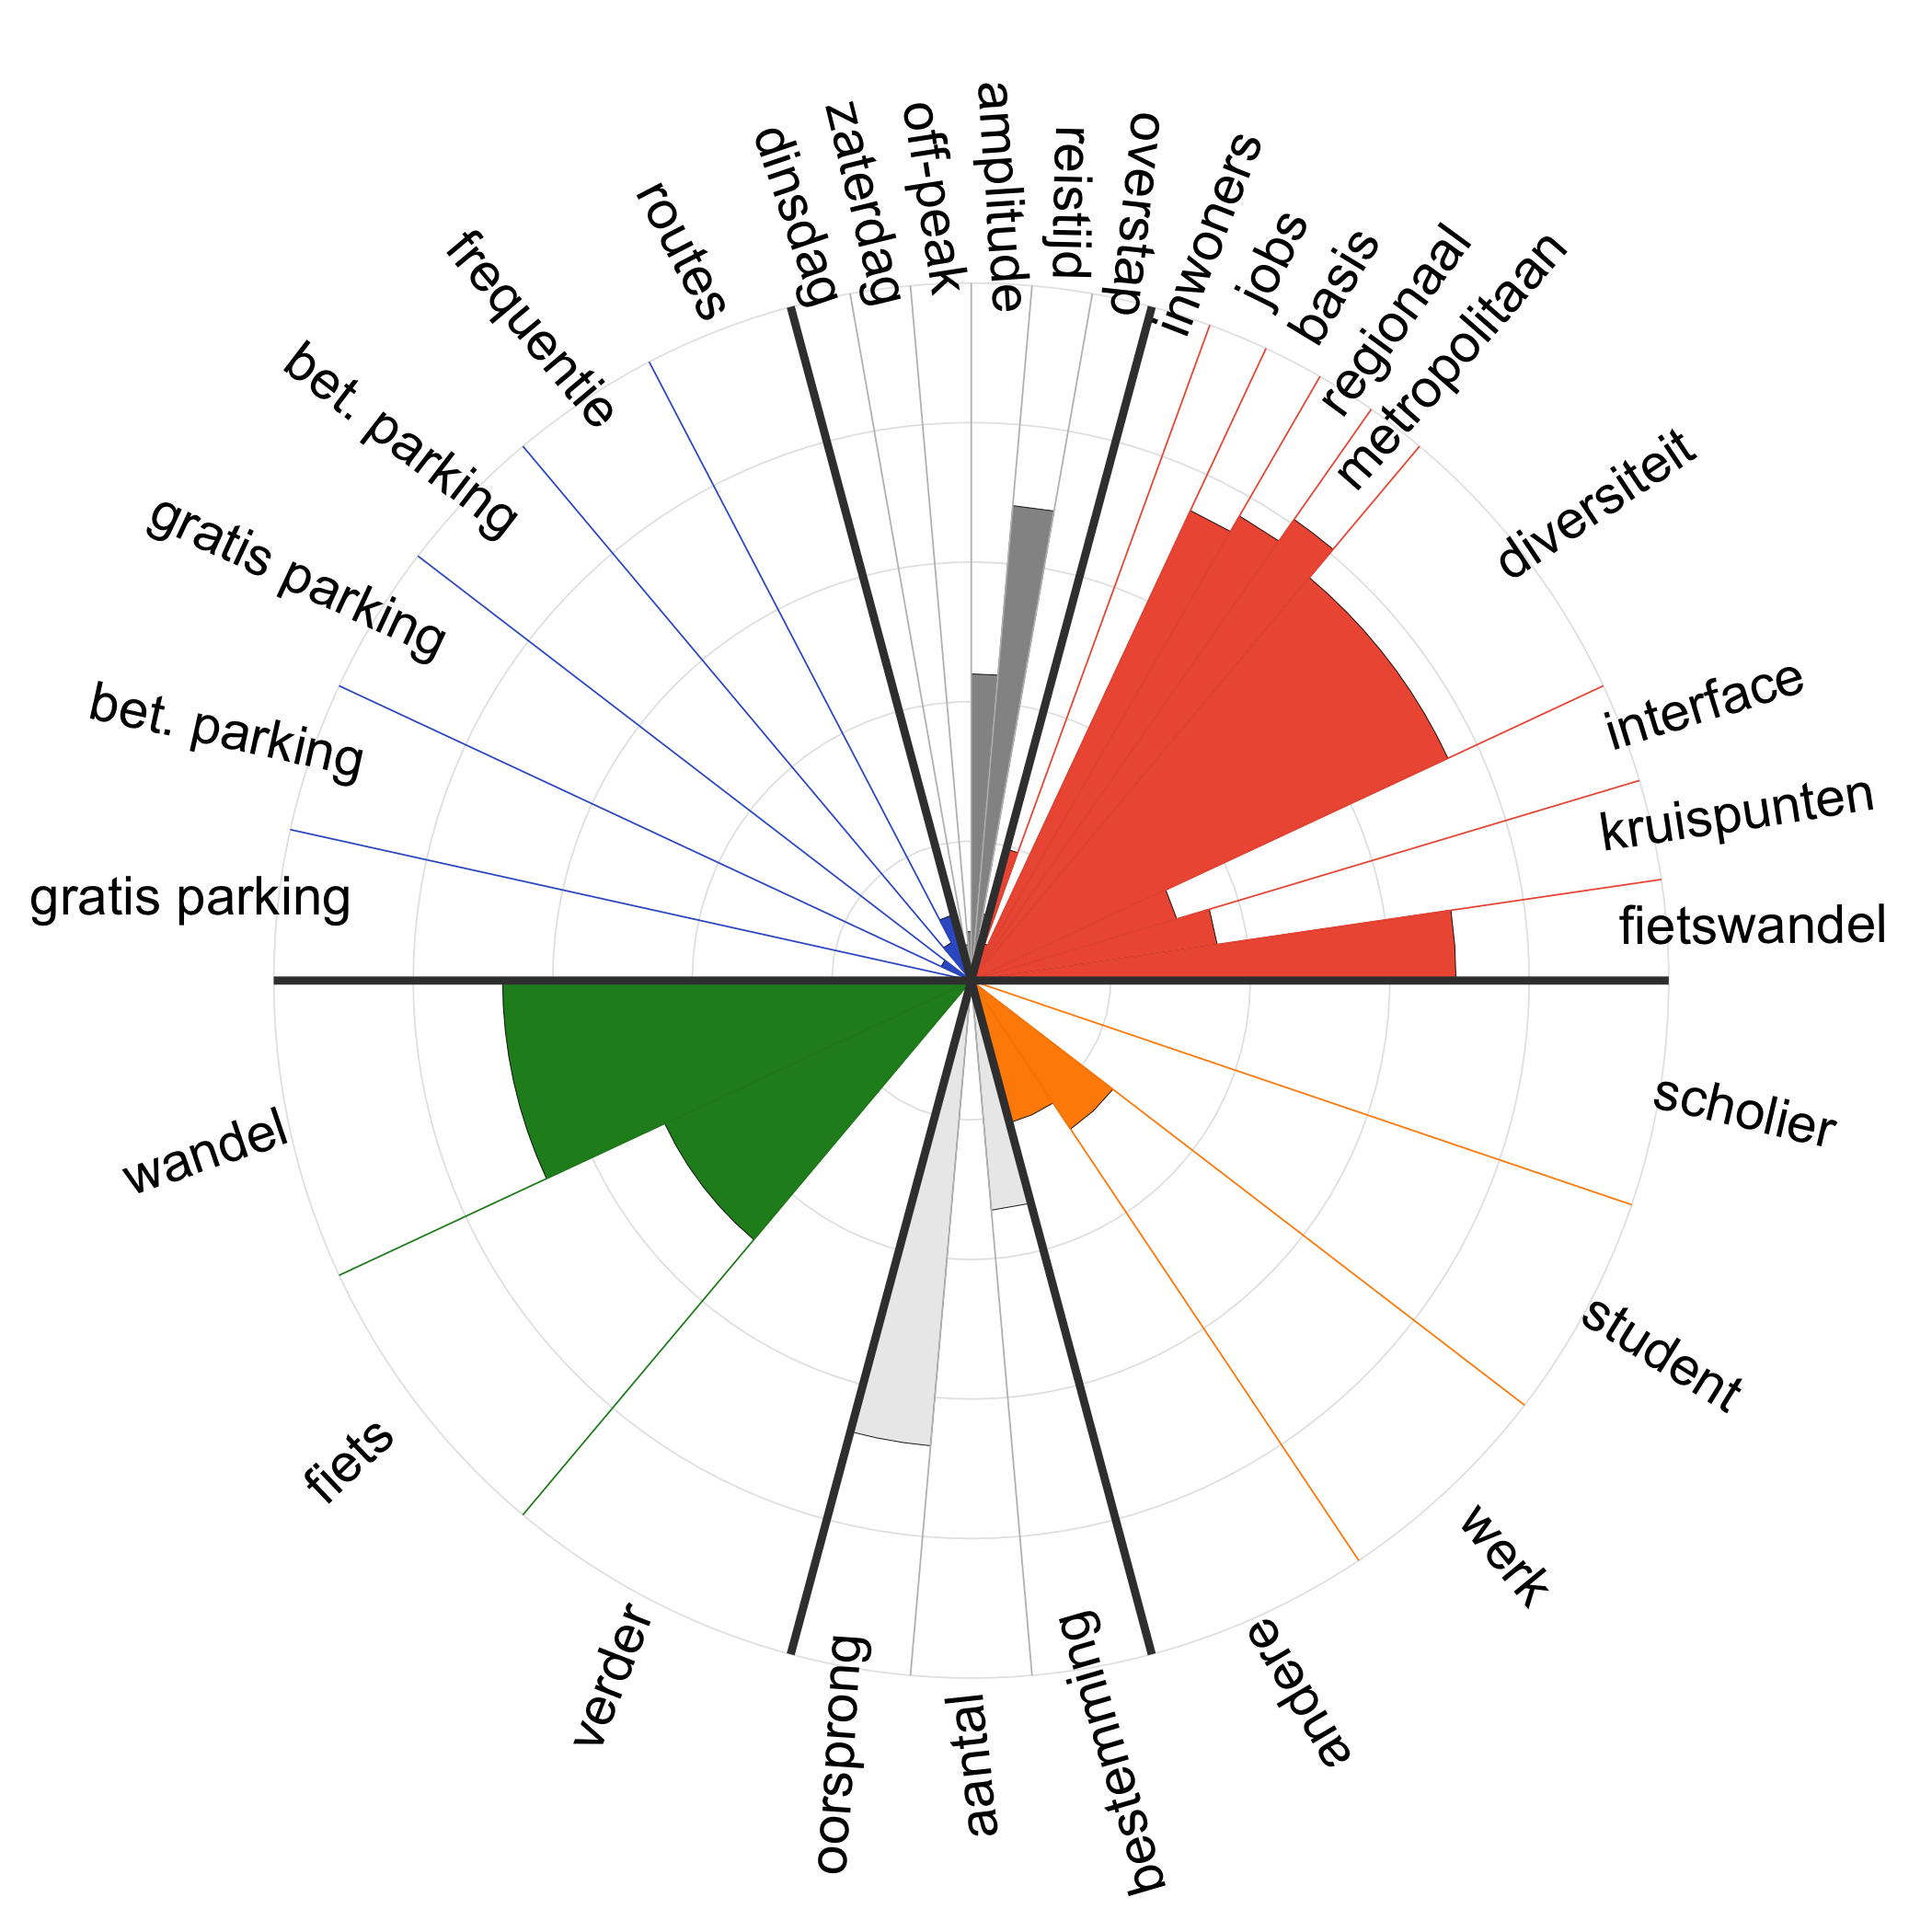 dinsdag
zaterdag
off-peak
amplitude
reistijd
overstap
inwoners
jobs
basis
regionaal
metropolitaan
diversiteit
interface
kruispunten
fietswandel
scholier
student
werk
andere
bestemming
aantal
oorsprong
verder
fiets
wandel
gratis parking
bet. parking
gratis parking
bet. parking
frequentie
routes